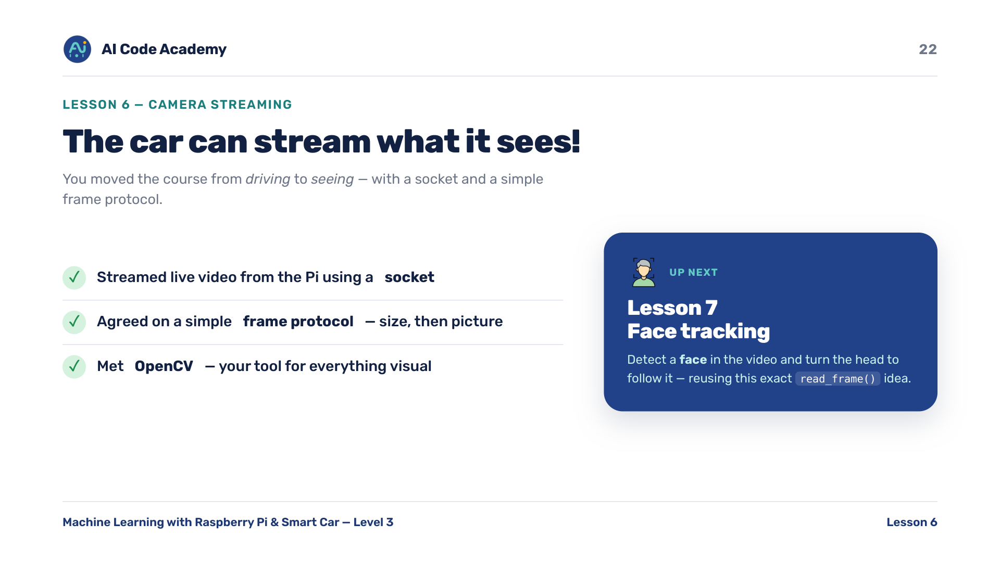 AI Code Academy
22
LESSON 6 — CAMERA STREAMING
The car can stream what it sees!
You moved the course from driving to seeing — with a socket and a simple
frame protocol.
✓ Streamed live video from the Pi using a socket
✓ Agreed on a simple frame protocol — size, then picture
✓ Met OpenCV — your tool for everything visual
UP NEXT
Lesson 7
Face tracking
Detect a face in the video and turn the head to
follow it — reusing this exact read_frame() idea.
Machine Learning with Raspberry Pi & Smart Car — Level 3
Lesson 6